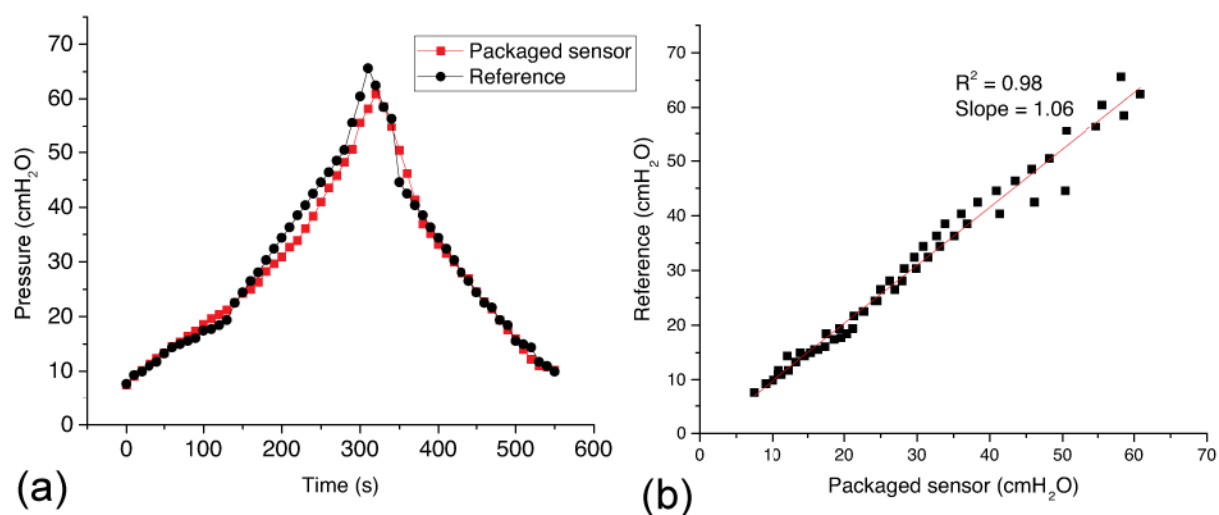 Packaged sensor
Reference
Pressure (cmH₂O)
70
60
50
40
30
20
10
0
0 100 200 300 400 500 600
Time (s)
(a)
R² = 0.98
Slope = 1.06
Reference (cmH₂O)
70
60
50
40
30
20
10
0
0 10 20 30 40 50 60 70
Packaged sensor (cmH₂O)
(b)